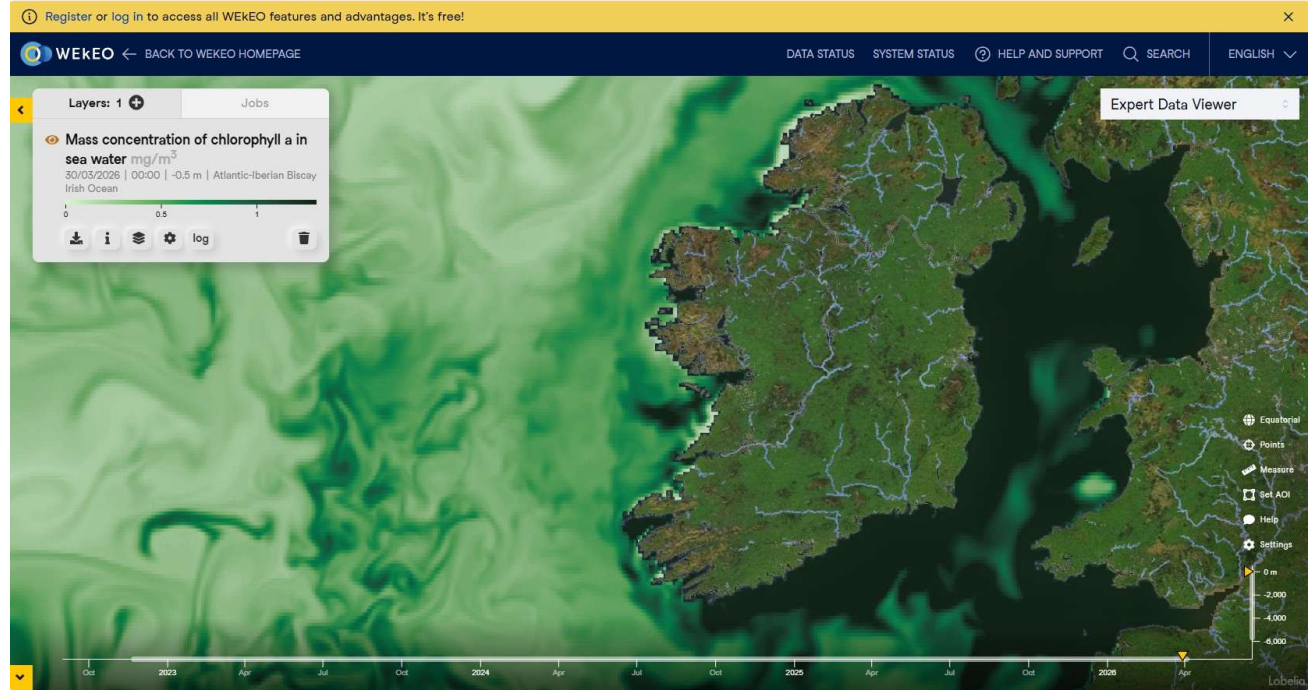 Register or log in to access all WEkEO features and advantages. It's free!
WEkEO
BACK TO WEKEO HOMEPAGE
DATA STATUS
SYSTEM STATUS
HELP AND SUPPORT
SEARCH
ENGLISH
Layers: 1
Jobs
Mass concentration of chlorophyll a in
sea water mg/m³
30/03/2026 | 00:00 | -0.5 m | Atlantic-Iberian Biscay
Irish Ocean
0 0.5 1
log
Expert Data Viewer
Equatorial
Points
Measure
Set AOI
Help
Settings
0 m
-2,000
-4,000
-6,000
Oct 2023 Apr Jul Oct 2024 Apr Jul Oct 2025 Apr Jul Oct 2026 Apr
Lobelia